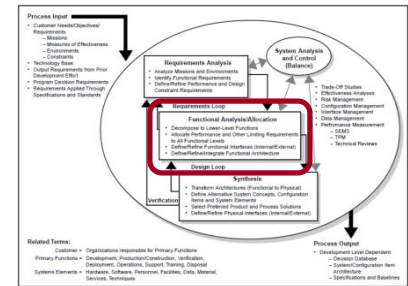 Process Input
• Customer Needs/Objectives/
Requirements
– Missions
– Measures of Effectiveness
– Environments
– Constraints
• Technology Base
• Output Requirements from Prior
Development Effort
• Program Decision Requirements
• Requirements Applied Through
Specifications and Standards
System Analysis
and Control
(Balance)
Requirements Analysis
• Analyze Missions and Environments
• Identify Functional Requirements
• Define/Refine Performance and Design
Constraint Requirements
Requirements Loop
Functional Analysis/Allocation
• Decompose to Lower-Level Functions
• Allocate Performance and Other Limiting Requirements
to All Functional Levels
• Define/Refine Functional Interfaces (Internal/External)
• Define/Refine/Integrate Functional Architecture
• Trade-Off Studies
• Effectiveness Analyses
• Risk Management
• Configuration Management
• Interface Management
• Data Management
• Performance Measurement
– SEMS
– TPM
– Technical Reviews
Design Loop
Synthesis
• Transform Architectures (Functional to Physical)
• Define Alternative System Concepts, Configuration
Items and System Elements
• Select Preferred Product and Process Solutions
• Define/Refine Physical Interfaces (Internal/External)
Verification
Related Terms:
Customer = Organizations responsible for Primary Functions
Primary Functions = Development, Production/Construction, Verification,
Deployment, Operations, Support, Training, Disposal
Systems Elements = Hardware, Software, Personnel, Facilities, Data, Material,
Services, Techniques
Process Output
• Development Level Dependent
– Decision Database
– System/Configuration Item
Architecture
– Specifications and Baselines